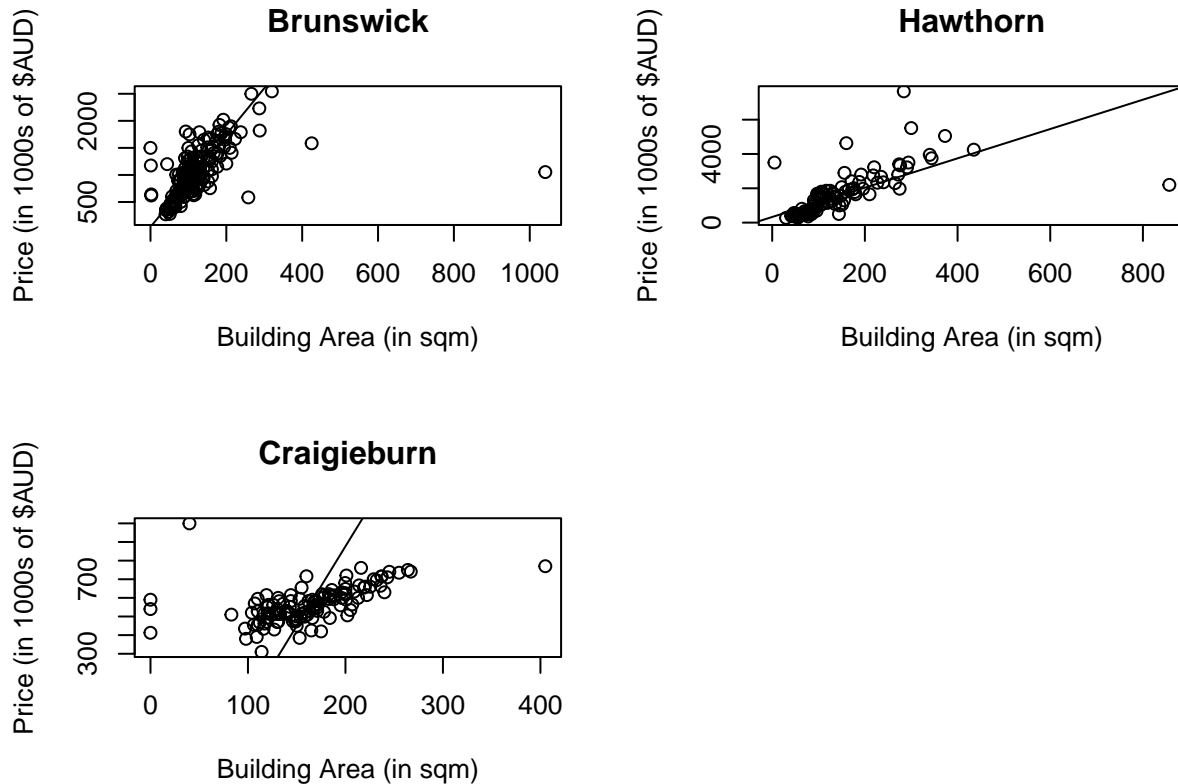 Brunswick
Price (in 1000s of $AUD)
2000
500
0 200 400 600 800 1000
Building Area (in sqm)
Hawthorn
Price (in 1000s of $AUD)
4000
0
0 200 400 600 800
Building Area (in sqm)
Craigieburn
Price (in 1000s of $AUD)
700
300
0 100 200 300 400
Building Area (in sqm)